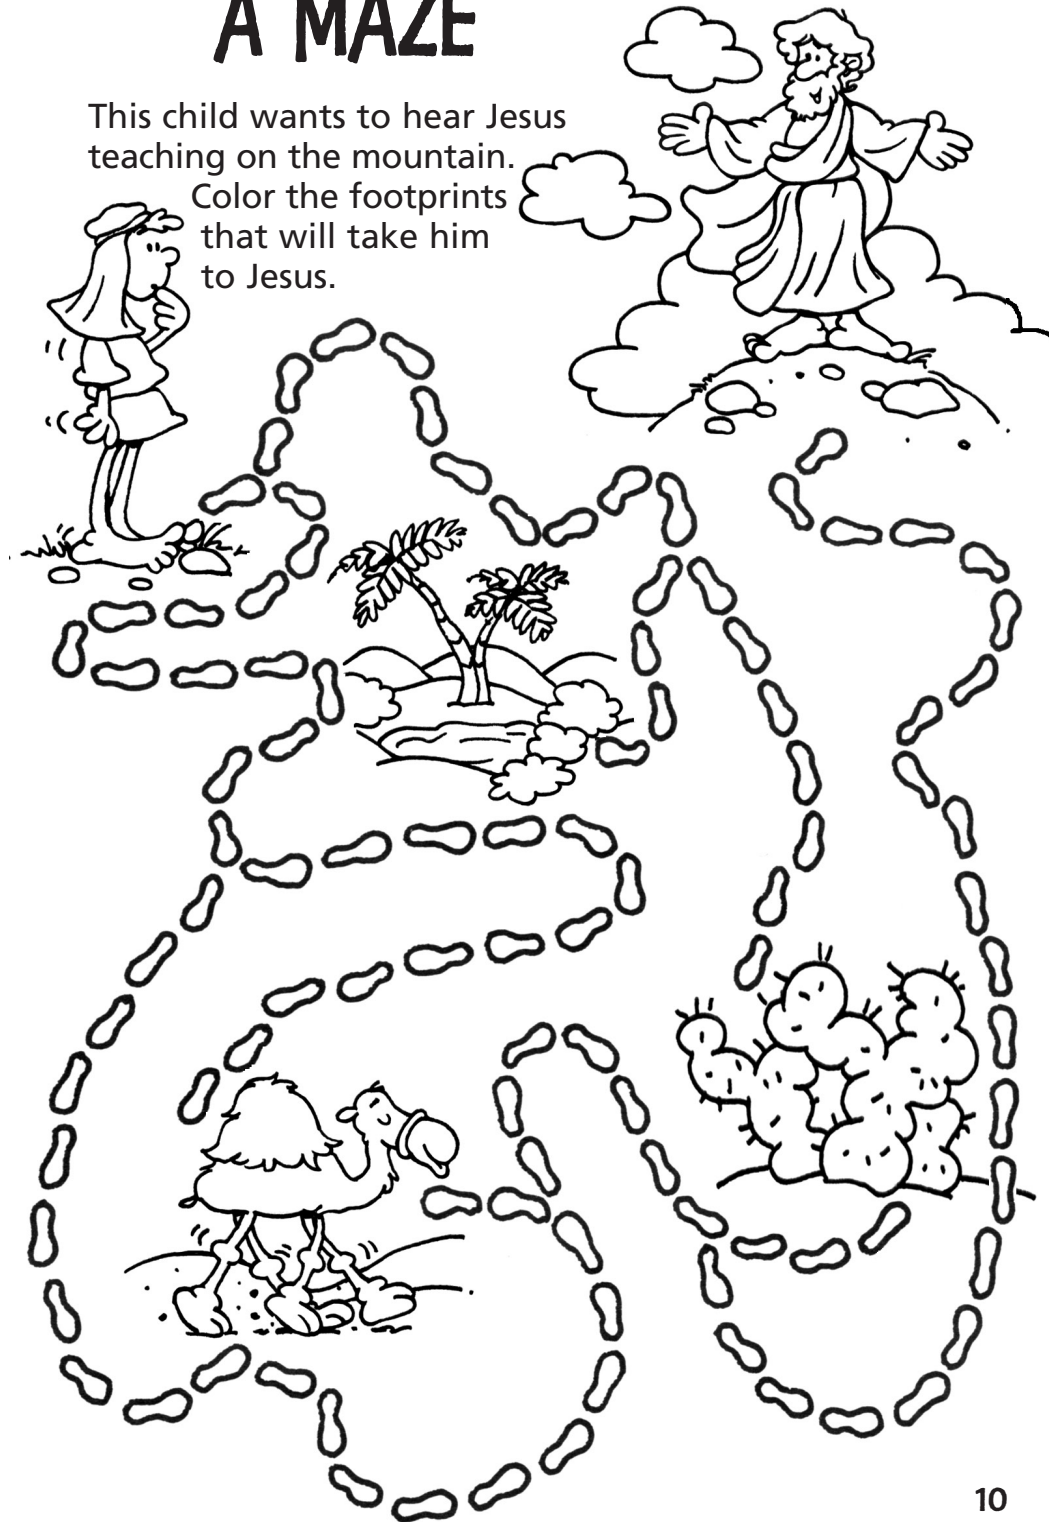 A MAZE
This child wants to hear Jesus
teaching on the mountain.
Color the footprints
that will take him
to Jesus.
10